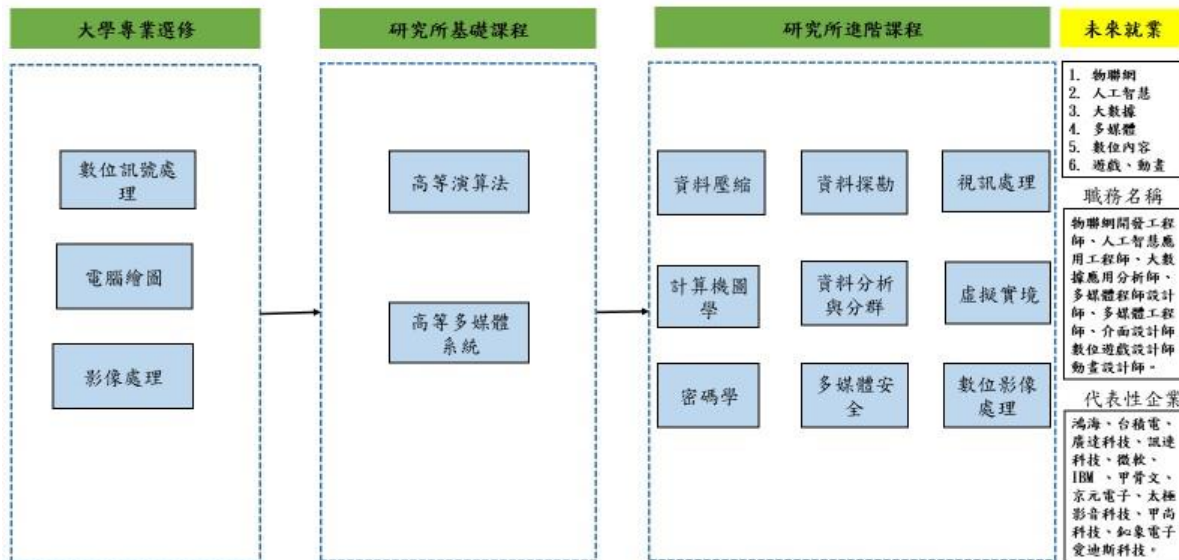 大學專業選修
數位訊號處
理
電腦繪圖
影像處理
研究所基礎課程
高等演算法
高等多媒體
系統
研究所進階課程
資料壓縮
資料探勘
視訊處理
計算機圖
學
資料分析
與分群
虛擬實境
密碼學
多媒體安
全
數位影像
處理
未來就業
1. 物聯網
2. 人工智慧
3. 大數據
4. 多媒體
5. 數位內容
6. 遊戲、動畫
職務名稱
物聯網開發工程
師、人工智慧應
用工程師、大數
據應用分析師、
多媒體程師設計
師、多媒體工程
師、介面設計師
數位遊戲設計師
動畫設計師。
代表性企業
鴻海、台積電、
廣達科技、訊連
科技、微軟、
IBM 、甲骨文、
京元電子、太極
影音科技、甲尚
科技、鈊象電子
愛迪斯科技.